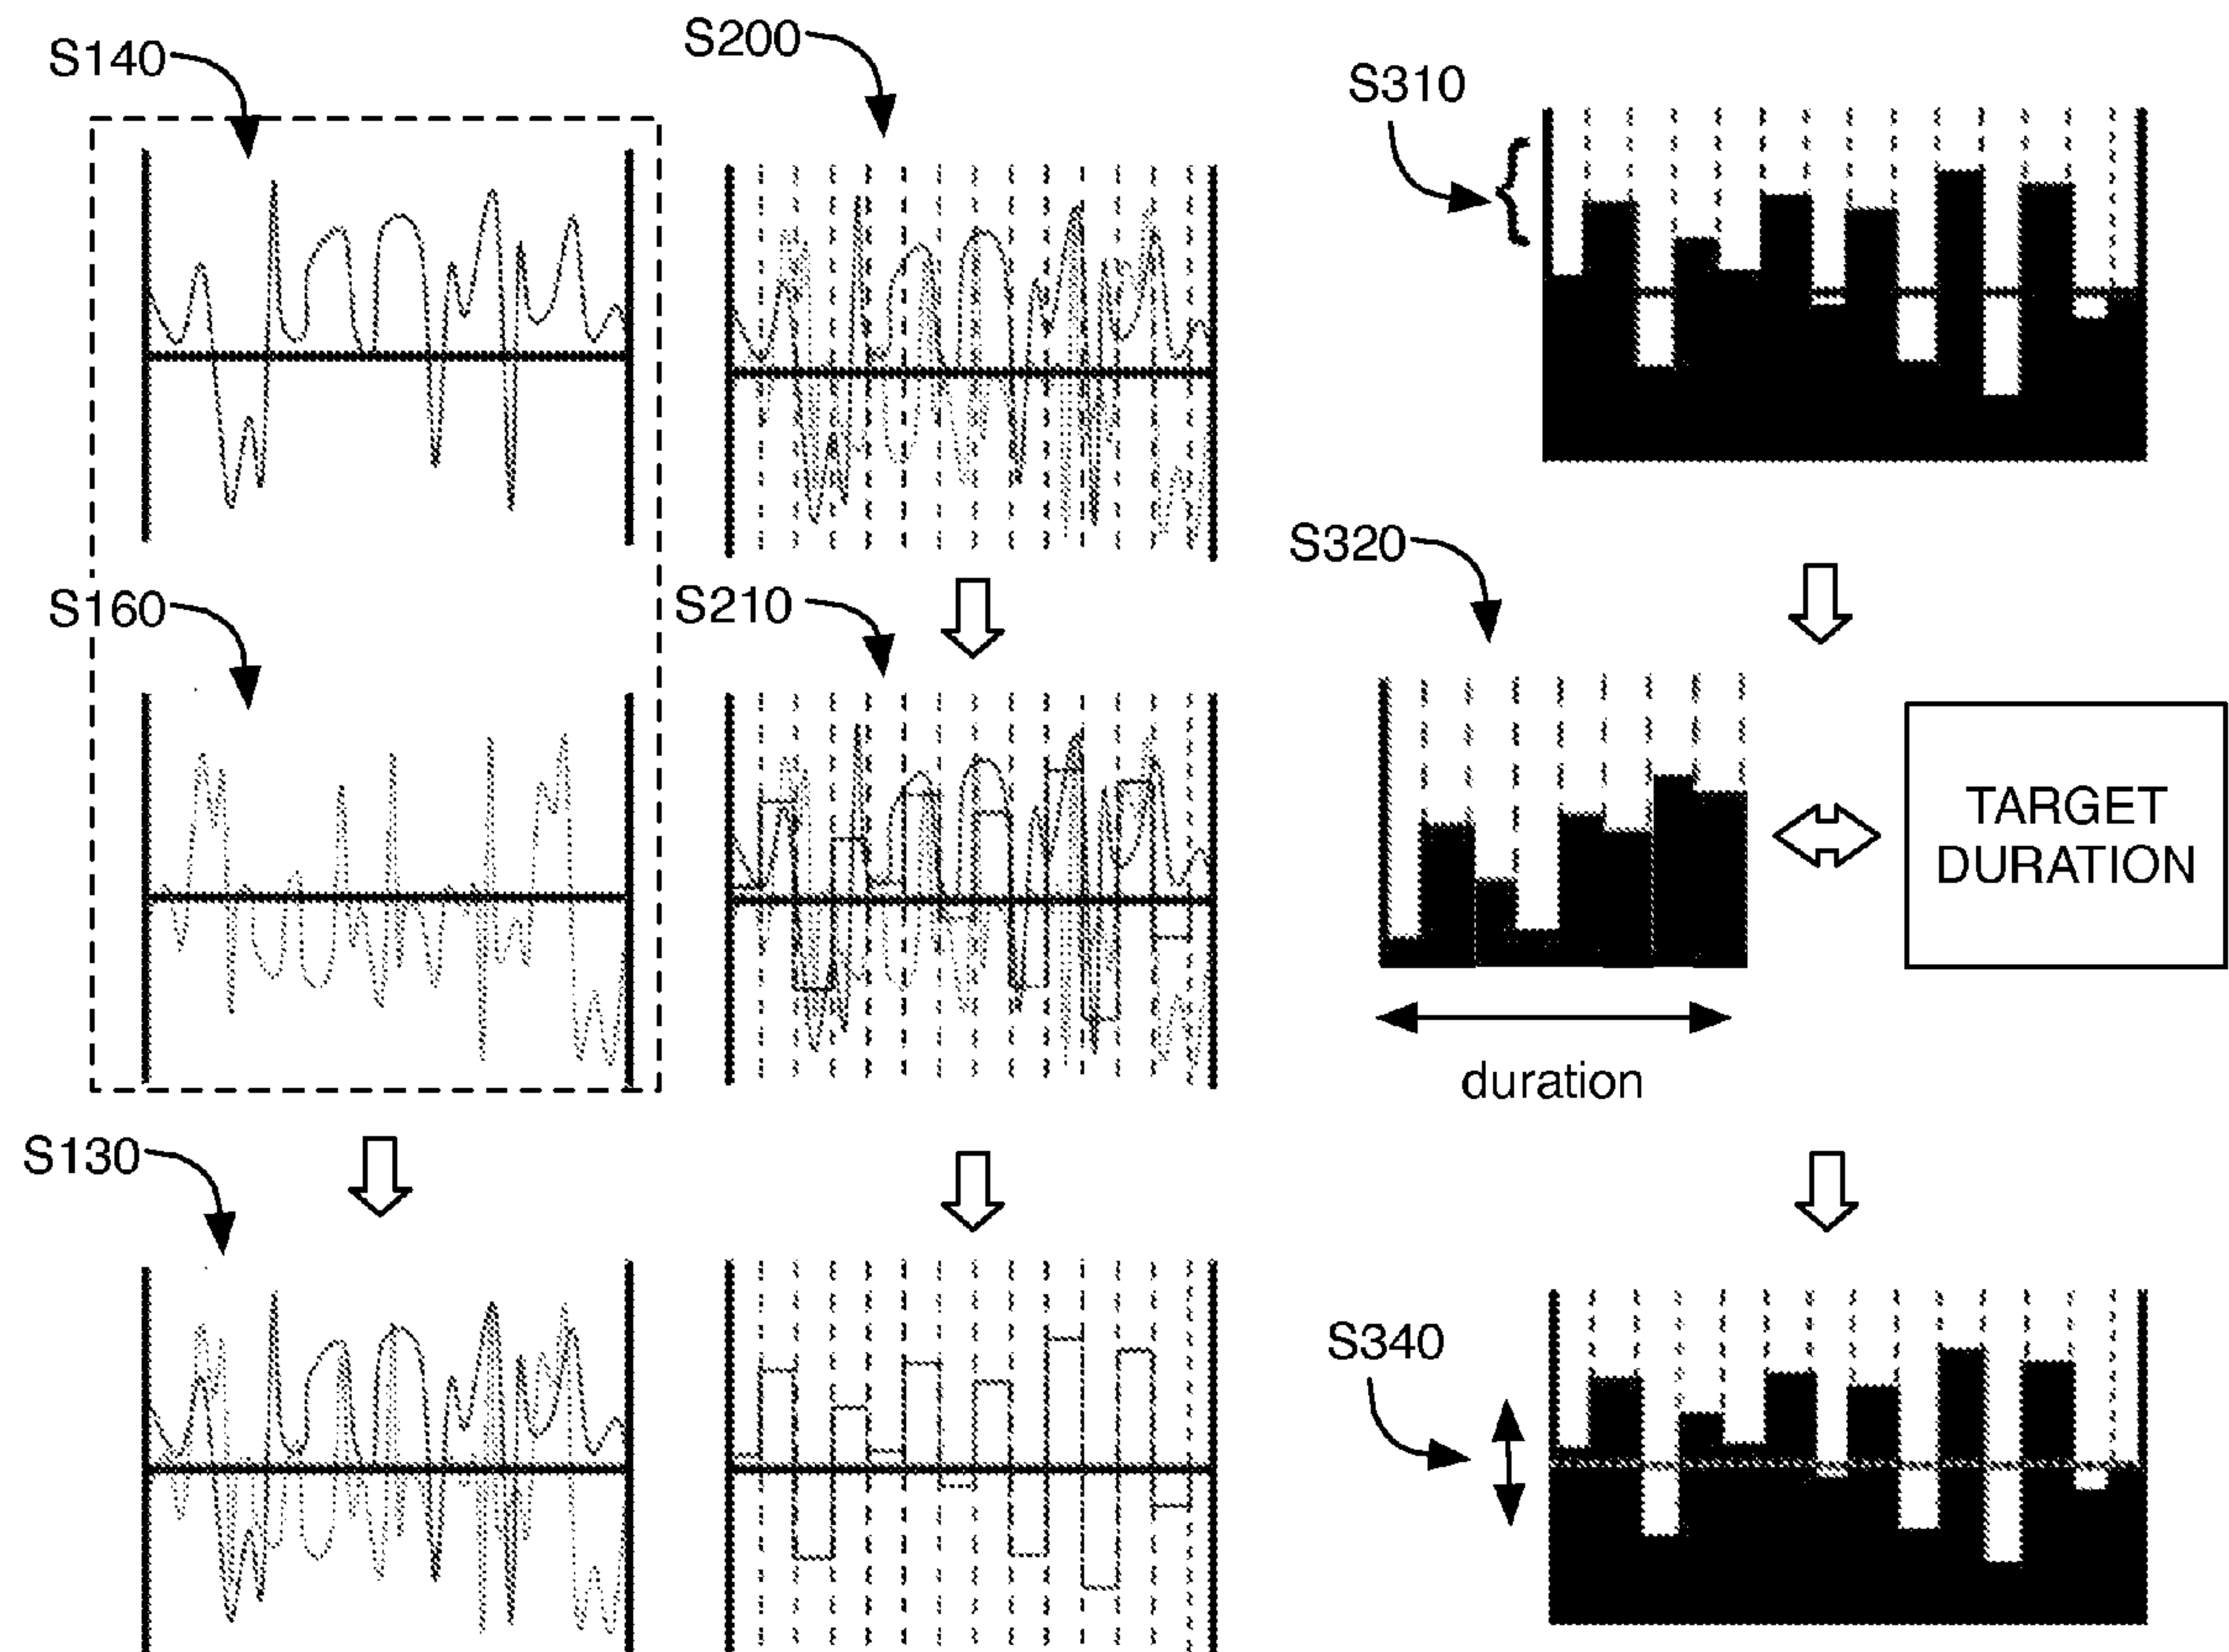 S140
S200
S310
S160
S210
S320
TARGET
DURATION
duration
S130
S340